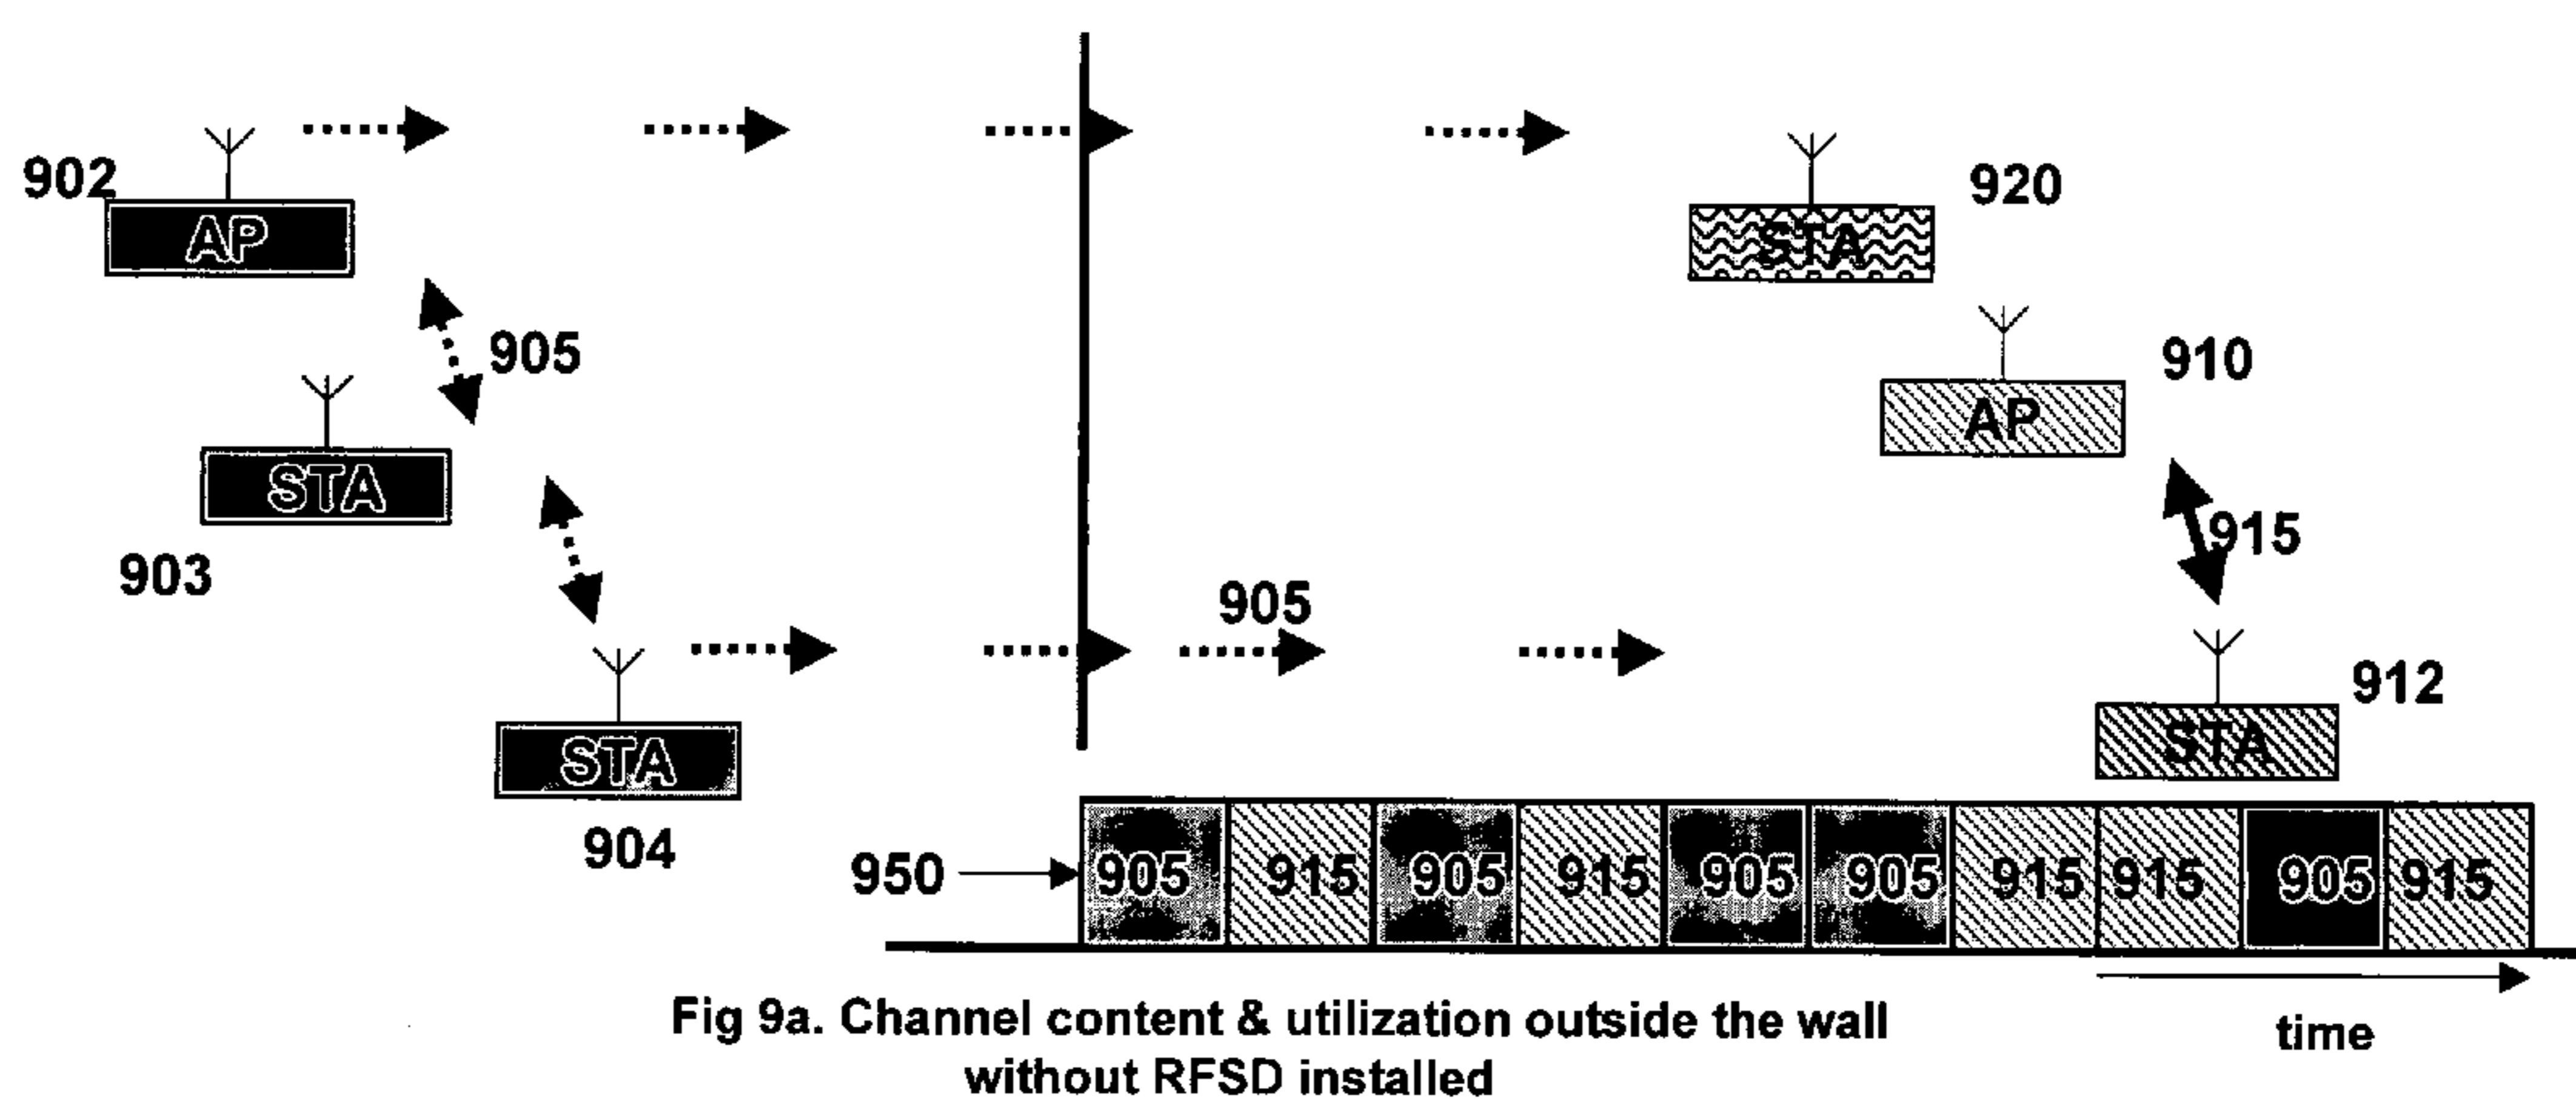 902
AP
920
STA
905
910
AP
903
STA
915
905
904
STA
912
STA
950
905 915 905 915 905 905 915 915 905 915
Fig 9a. Channel content & utilization outside the wall
without RFSD installed
time